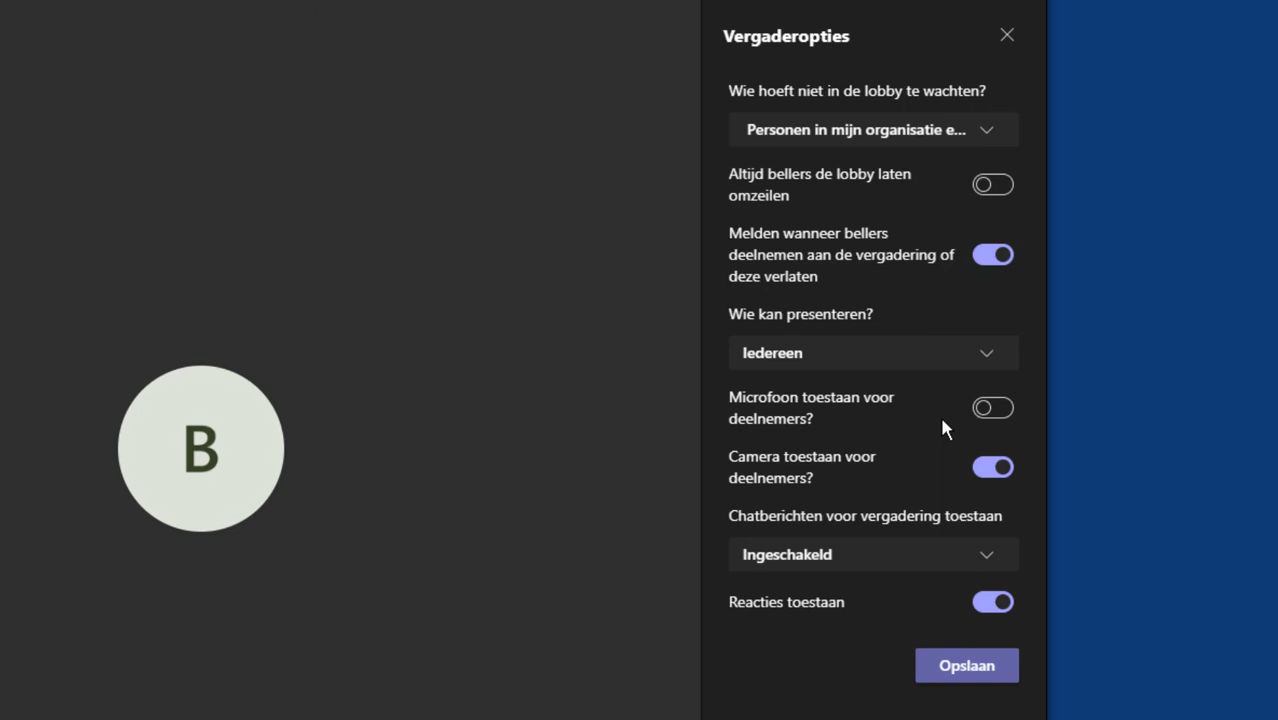 Vergaderopties
Wie hoeft niet in de lobby te wachten?
Personen in mijn organisatie e...
Altijd bellers de lobby laten
omzeilen
Melden wanneer bellers
deelnemen aan de vergadering of
deze verlaten
Wie kan presenteren?
Iedereen
Microfoon toestaan voor
deelnemers?
B
Camera toestaan voor
deelnemers?
Chatberichten voor vergadering toestaan
Ingeschakeld
Reacties toestaan
Opslaan